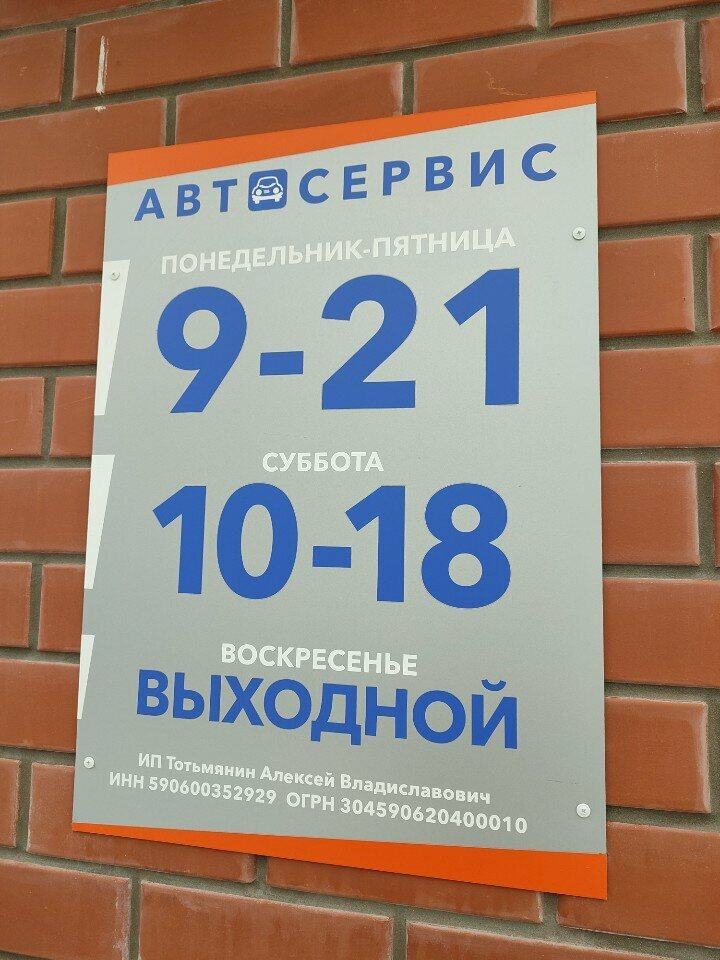 АВТОСЕРВИС
ПОНЕДЕЛЬНИК-ПЯТНИЦА
9-21
СУББОТА
10-18
ВОСКРЕСЕНЬЕ
ВЫХОДНОЙ
ИП Тотьмянин Алексей Владиславович
ИНН 590600352929 ОГРН 304590620400010